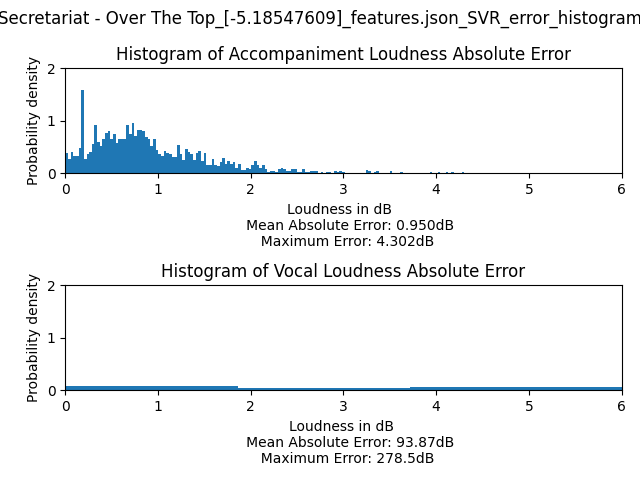 Secretariat - Over The Top_[-5.18547609]_features.json_SVR_error_histogram
Histogram of Accompaniment Loudness Absolute Error
Probability density
2
1
0
0 1 2 3 4 5 6
Loudness in dB
Mean Absolute Error: 0.950dB
Maximum Error: 4.302dB
Histogram of Vocal Loudness Absolute Error
Probability density
2
1
0
0 1 2 3 4 5 6
Loudness in dB
Mean Absolute Error: 93.87dB
Maximum Error: 278.5dB